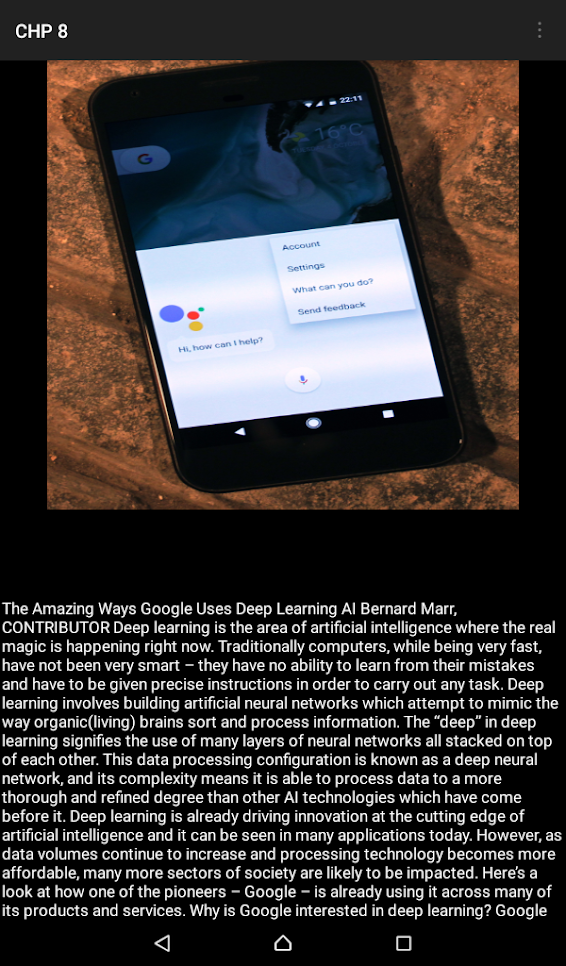 CHP 8
22:11
G
16°C
Account
Settings
What can you do?
Send feedback
Hi, how can I help?
The Amazing Ways Google Uses Deep Learning AI Bernard Marr,
CONTRIBUTOR Deep learning is the area of artificial intelligence where the real
magic is happening right now. Traditionally computers, while being very fast,
have not been very smart – they have no ability to learn from their mistakes
and have to be given precise instructions in order to carry out any task. Deep
learning involves building artificial neural networks which attempt to mimic the
way organic(living) brains sort and process information. The “deep” in deep
learning signifies the use of many layers of neural networks all stacked on top
of each other. This data processing configuration is known as a deep neural
network, and its complexity means it is able to process data to a more
thorough and refined degree than other AI technologies which have come
before it. Deep learning is already driving innovation at the cutting edge of
artificial intelligence and it can be seen in many applications today. However, as
data volumes continue to increase and processing technology becomes more
affordable, many more sectors of society are likely to be impacted. Here’s a
look at how one of the pioneers – Google – is already using it across many of
its products and services. Why is Google interested in deep learning? Google